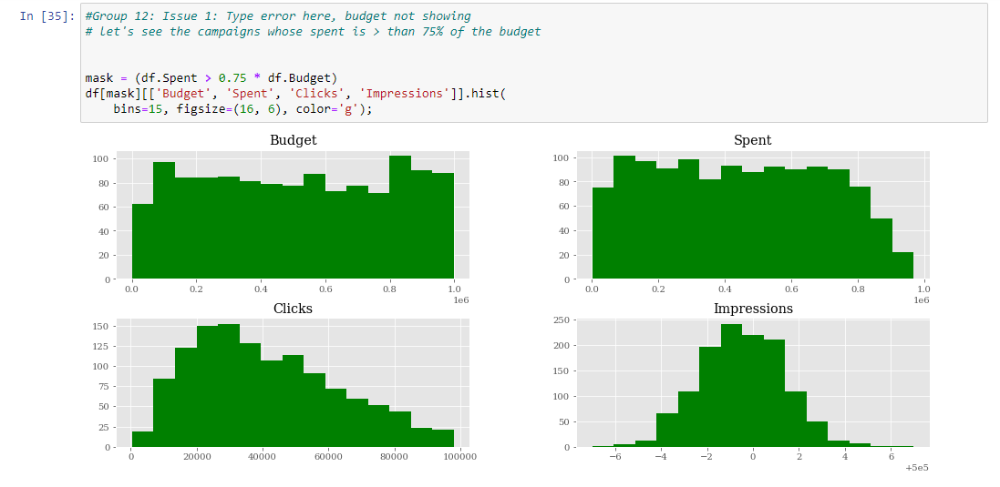 In [35]: #Group 12: Issue 1: Type error here, budget not showing
# let's see the campaigns whose spent is > than 75% of the budget
mask = (df.Spent > 0.75 * df.Budget)
df[mask][['Budget', 'Spent', 'Clicks', 'Impressions']].hist(
bins=15, figsize=(16, 6), color='g');
Budget
100
80
60
40
20
0
0.0 0.2 0.4 0.6 0.8 1.0
1e6
Spent
100
80
60
40
20
0
0.0 0.2 0.4 0.6 0.8 1.0
1e6
Clicks
150
125
100
75
50
25
0
0 20000 40000 60000 80000 100000
Impressions
250
200
150
100
50
0
−6 −4 −2 0 2 4 6
+5e5